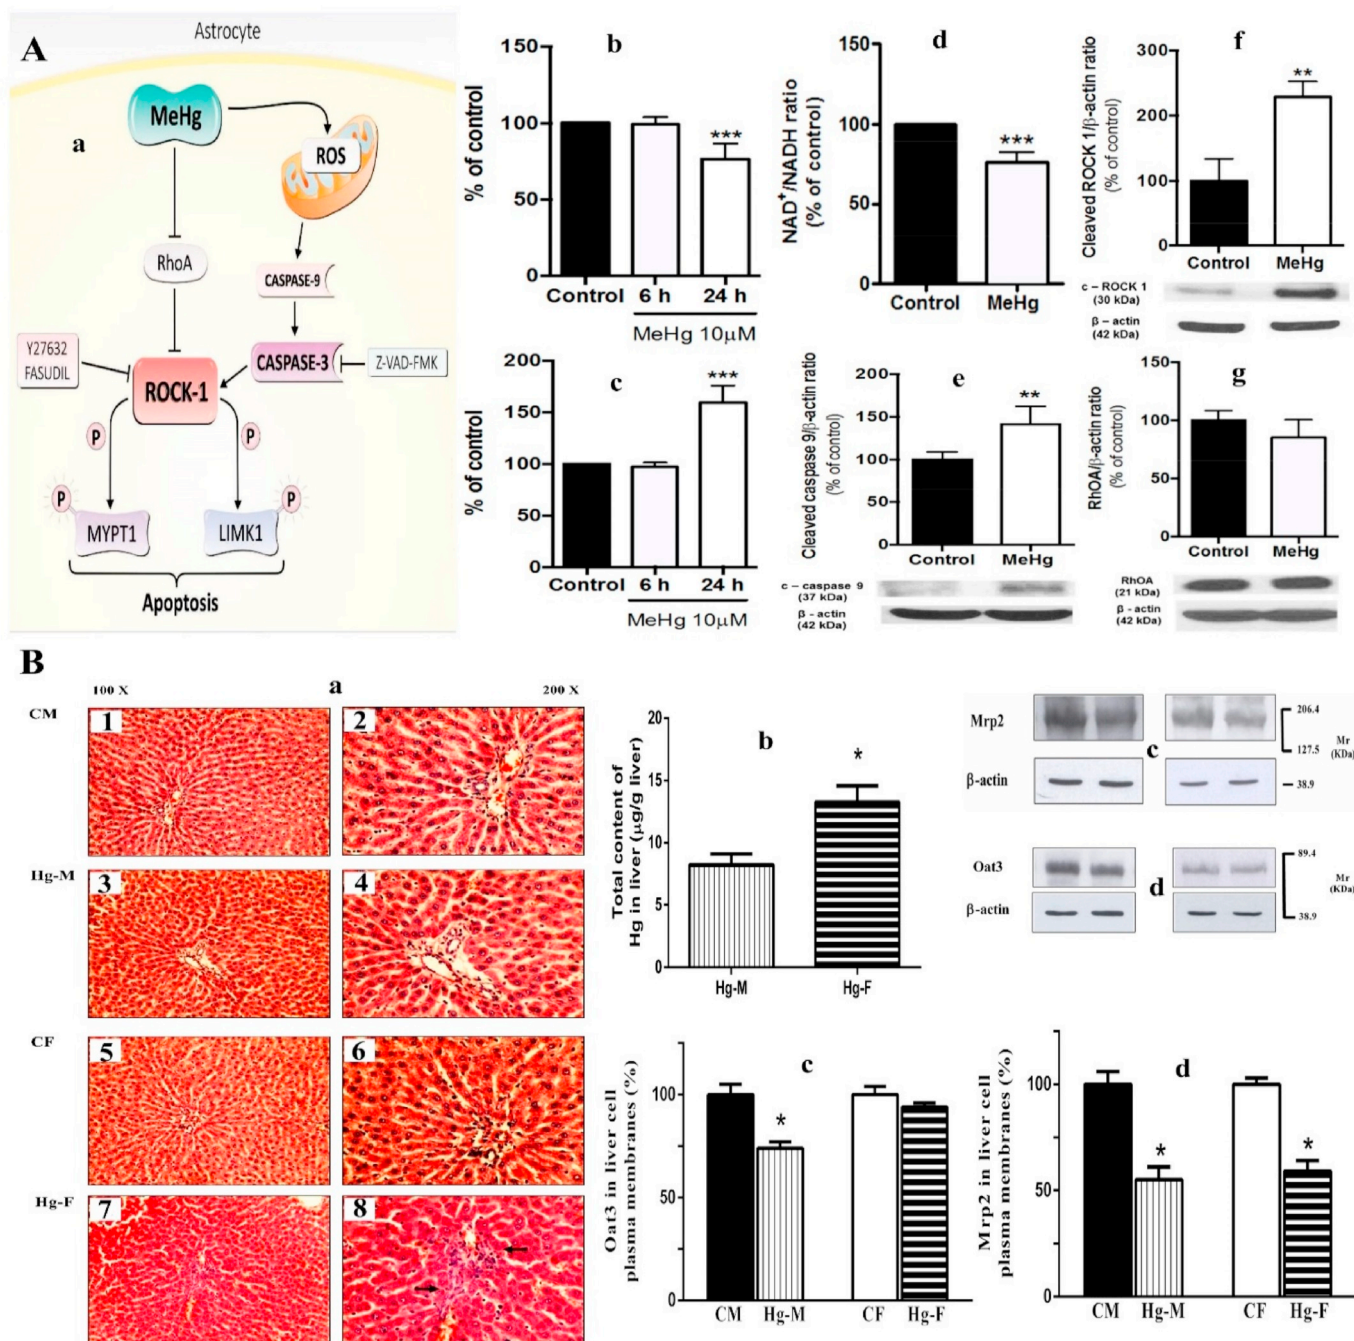 A
Astrocyte
a
MeHg
ROS
RhoA
CASPASE-9
Y27632
FASUDIL
ROCK-1
CASPASE-3
Z-VAD-FMK
P
P
P
P
MYPT1
LIMK1
Apoptosis
b
% of control
150
100
50
0
Control
6 h
24 h
***
MeHg 10μM
c
% of control
200
150
100
50
0
Control
6 h
24 h
***
MeHg 10μM
d
NAD+/NADH ratio
(% of control)
150
100
50
0
***
Control
MeHg
e
Cleaved caspase 9/β-actin ratio
(% of control)
200
150
100
50
0
**
Control
MeHg
c – caspase 9
(37 kDa)
β - actin
(42 kDa)
f
Cleaved ROCK 1/β-actin ratio
(% of control)
300
200
100
0
**
Control
MeHg
c – ROCK 1
(30 kDa)
β – actin
(42 kDa)
g
RhOA/β-actin ratio
(% of control)
150
100
50
0
Control
MeHg
RhOA
(21 kDa)
β - actin
(42 kDa)
B
100 X
a
200 X
CM
1
2
Hg-M
3
4
CF
5
6
Hg-F
7
8
b
Total content of
Hg in liver (μg/g liver)
20
15
10
5
0
*
Hg-M
Hg-F
Mrp2
206.4
127.5
Mr
(KDa)
c
β-actin
38.9
Oat3
89.4
Mr
(KDa)
d
β-actin
38.9
c
Oat3 in liver cell
plasma membranes (%)
100
50
0
*
CM
Hg-M
CF
Hg-F
d
Mrp2 in liver cell
plasma membranes (%)
100
50
0
*
*
CM
Hg-M
CF
Hg-F